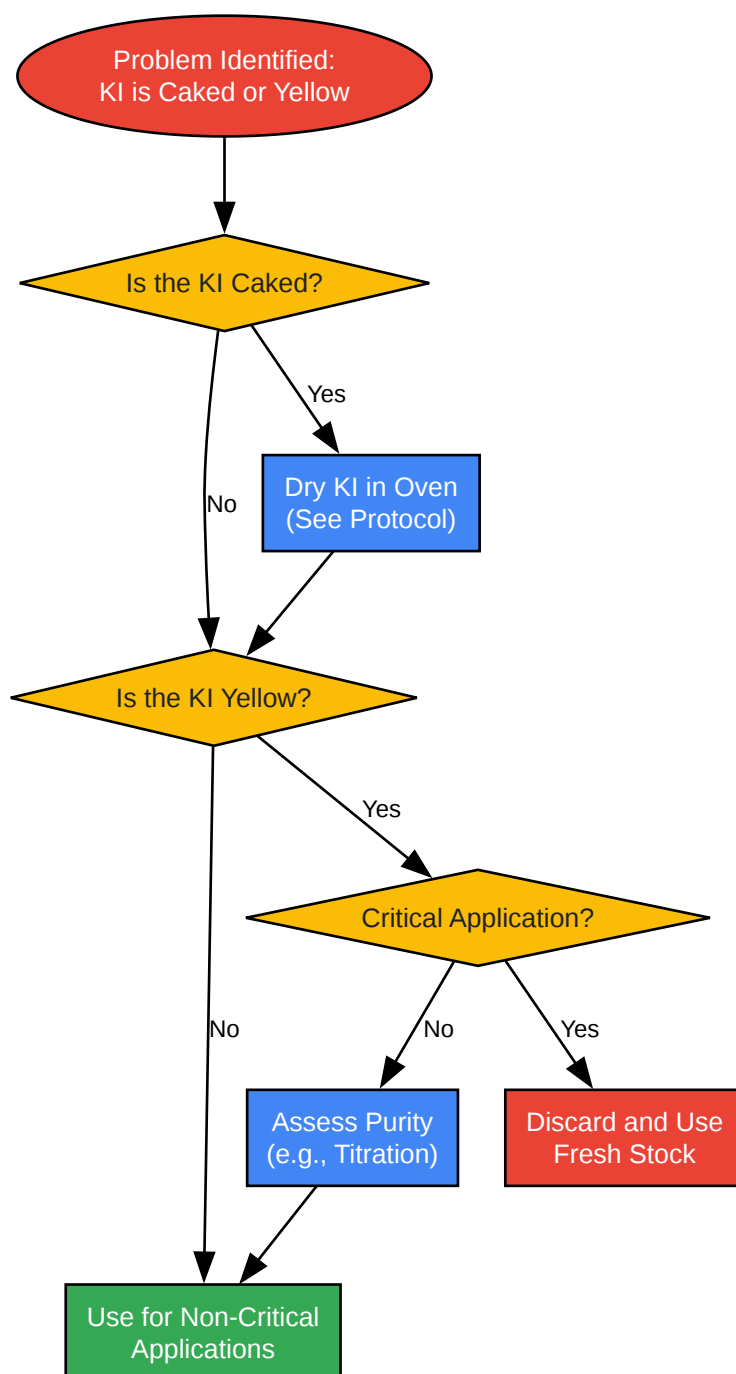 Problem Identified:
KI is Caked or Yellow
Is the KI Caked?
Yes
Dry KI in Oven
(See Protocol)
No
Is the KI Yellow?
Yes
Critical Application?
No
No
Yes
Assess Purity
(e.g., Titration)
Discard and Use
Fresh Stock
Use for Non-Critical
Applications